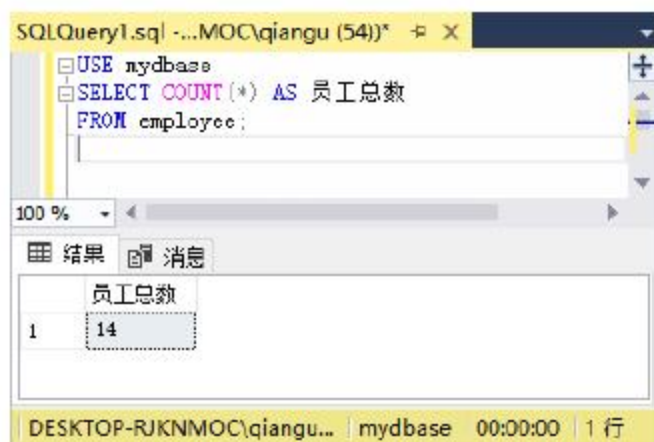 SQLQuery1.sql -...MOC\qiangu (54))*
USE mydbase
SELECT COUNT(*) AS 员工总数
FROM employee;
100 %
结果 消息
员工总数
1 14
DESKTOP-RJKNMOC\qiangu... mydbase 00:00:00 1 行